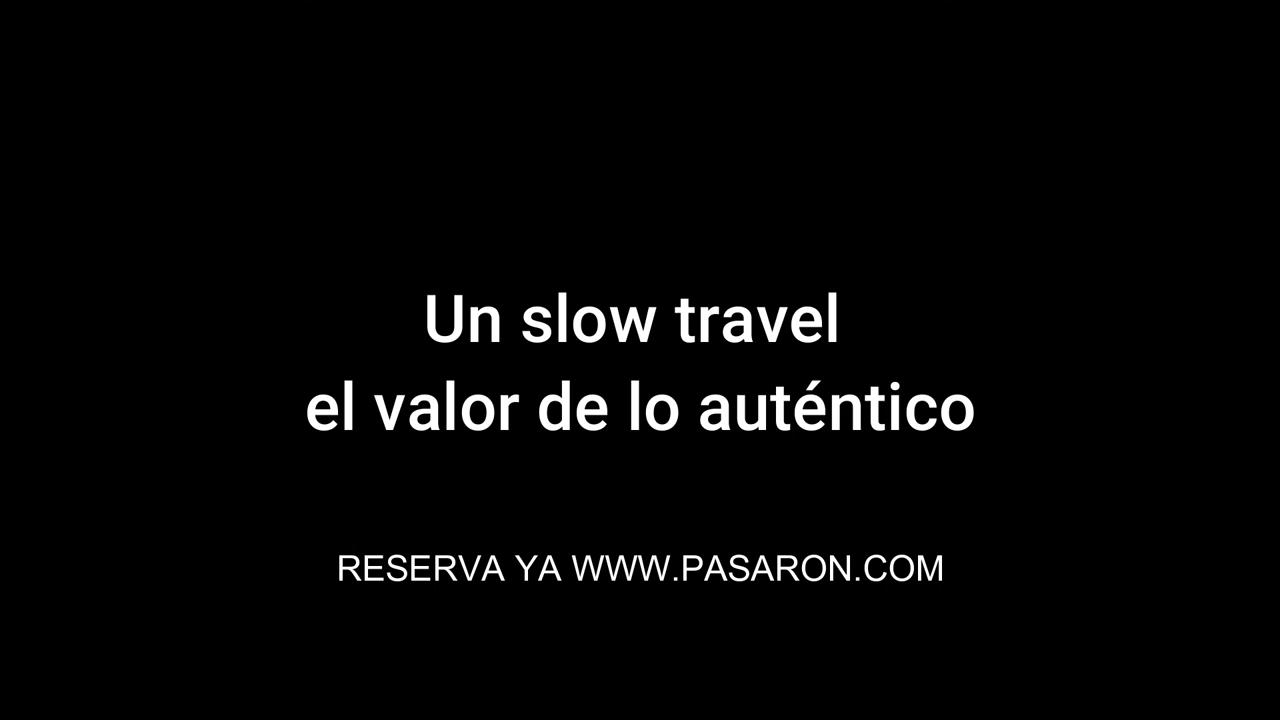 Un slow travel
el valor de lo auténtico
RESERVA YA WWW.PASARON.COM